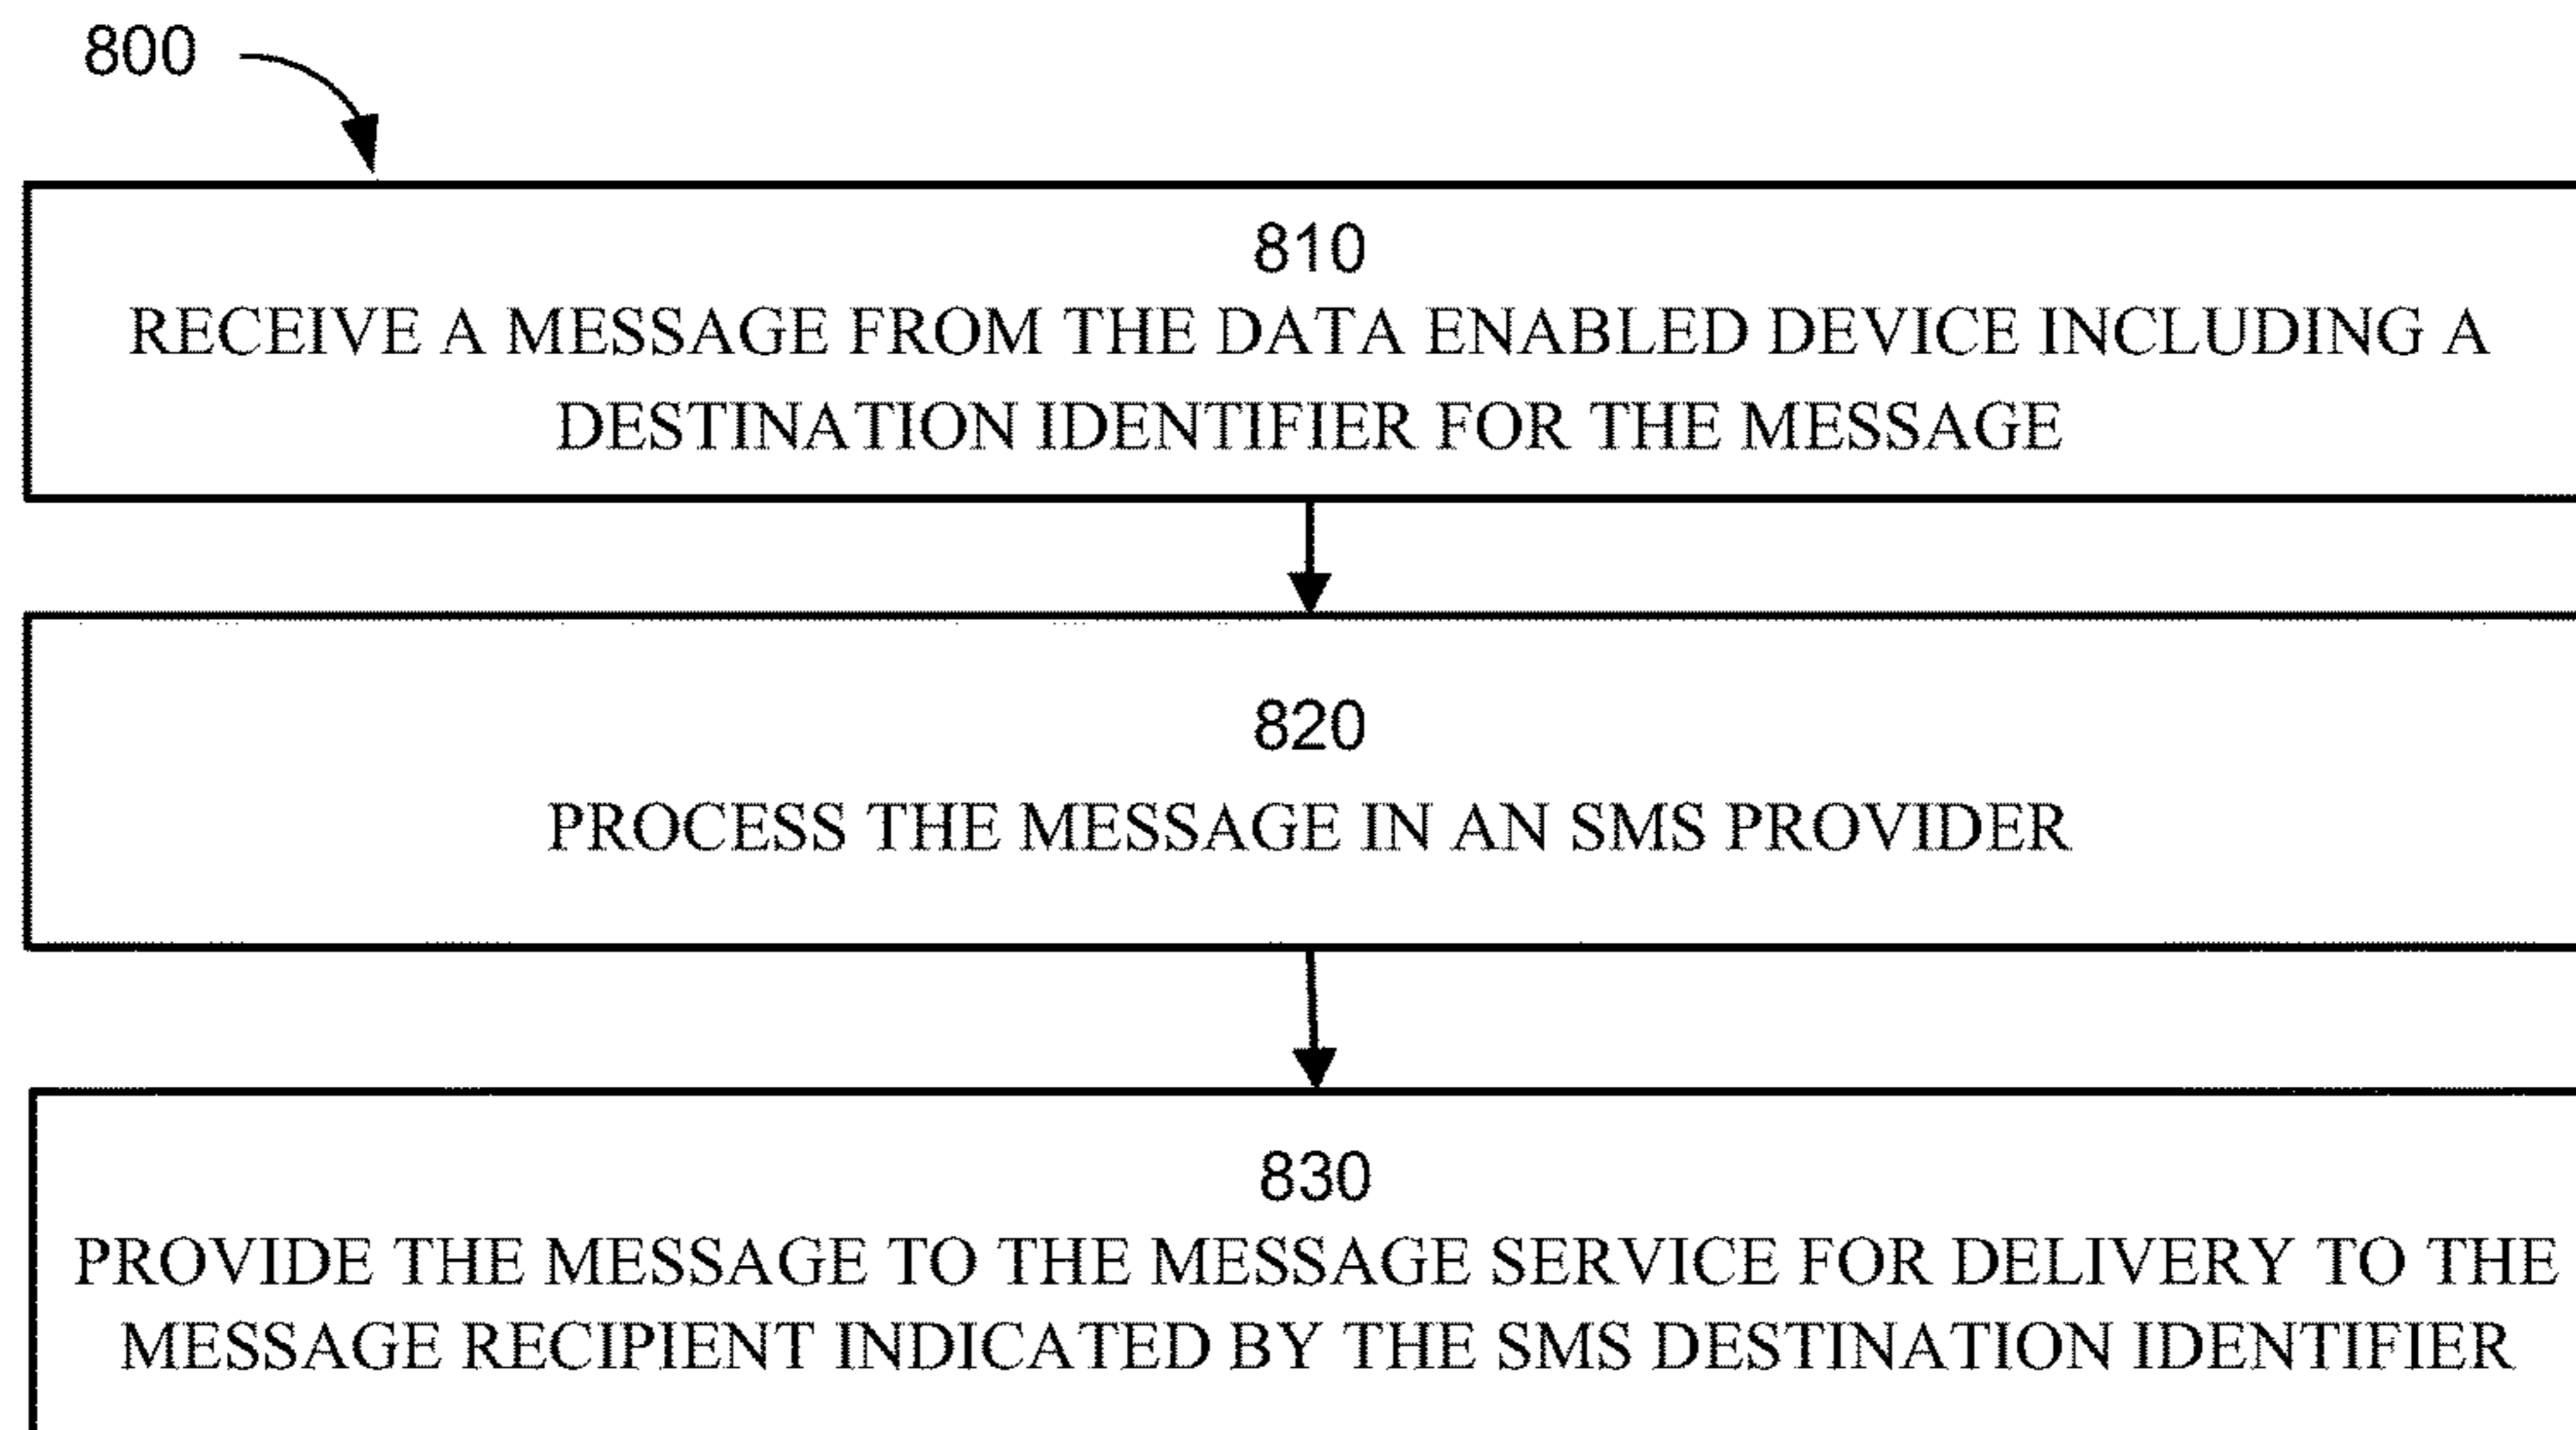 800
810
RECEIVE A MESSAGE FROM THE DATA ENABLED DEVICE INCLUDING A
DESTINATION IDENTIFIER FOR THE MESSAGE
820
PROCESS THE MESSAGE IN AN SMS PROVIDER
830
PROVIDE THE MESSAGE TO THE MESSAGE SERVICE FOR DELIVERY TO THE
MESSAGE RECIPIENT INDICATED BY THE SMS DESTINATION IDENTIFIER